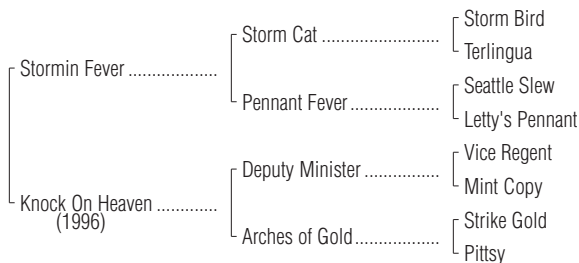 Storm Bird
Storm Cat ..........................
Terlingua
Stormin Fever ...................
Seattle Slew
Pennant Fever ...................
Letty's Pennant
Vice Regent
Deputy Minister ................
Mint Copy
Knock On Heaven .............
(1996)
Strike Gold
Arches of Gold..................
Pittsy